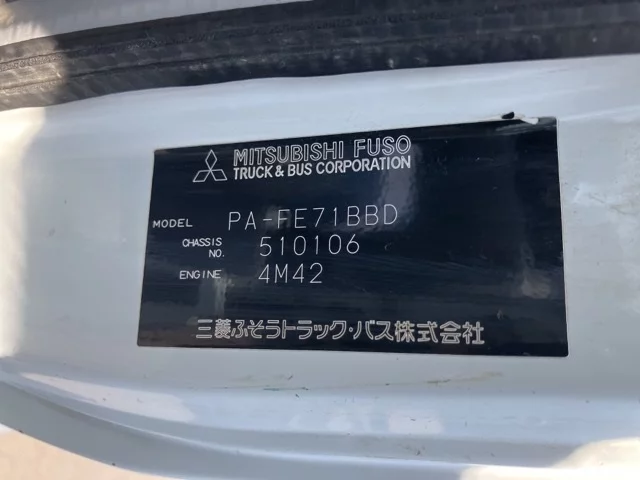 MITSUBISHI FUSO
TRUCK & BUS CORPORATION
MODEL PA-FE71BBD
CHASSIS NO. 510106
ENGINE 4M42
三菱ふそうトラック・バス株式会社